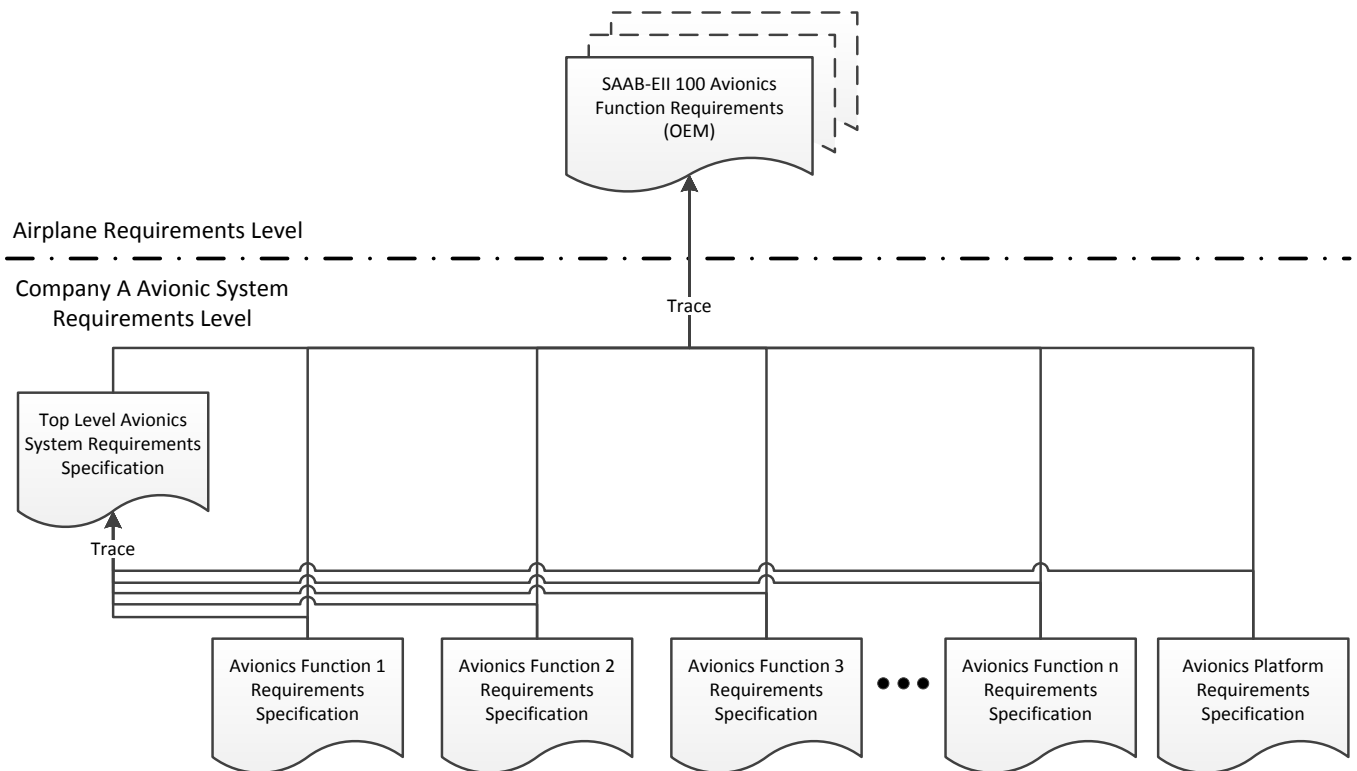 SAAB-EII 100 Avionics
Function Requirements
(OEM)
Airplane Requirements Level
Company A Avionic System
Requirements Level
Trace
Top Level Avionics
System Requirements
Specification
Trace
Avionics Function 1
Requirements
Specification
Avionics Function 2
Requirements
Specification
Avionics Function 3
Requirements
Specification
Avionics Function n
Requirements
Specification
Avionics Platform
Requirements
Specification